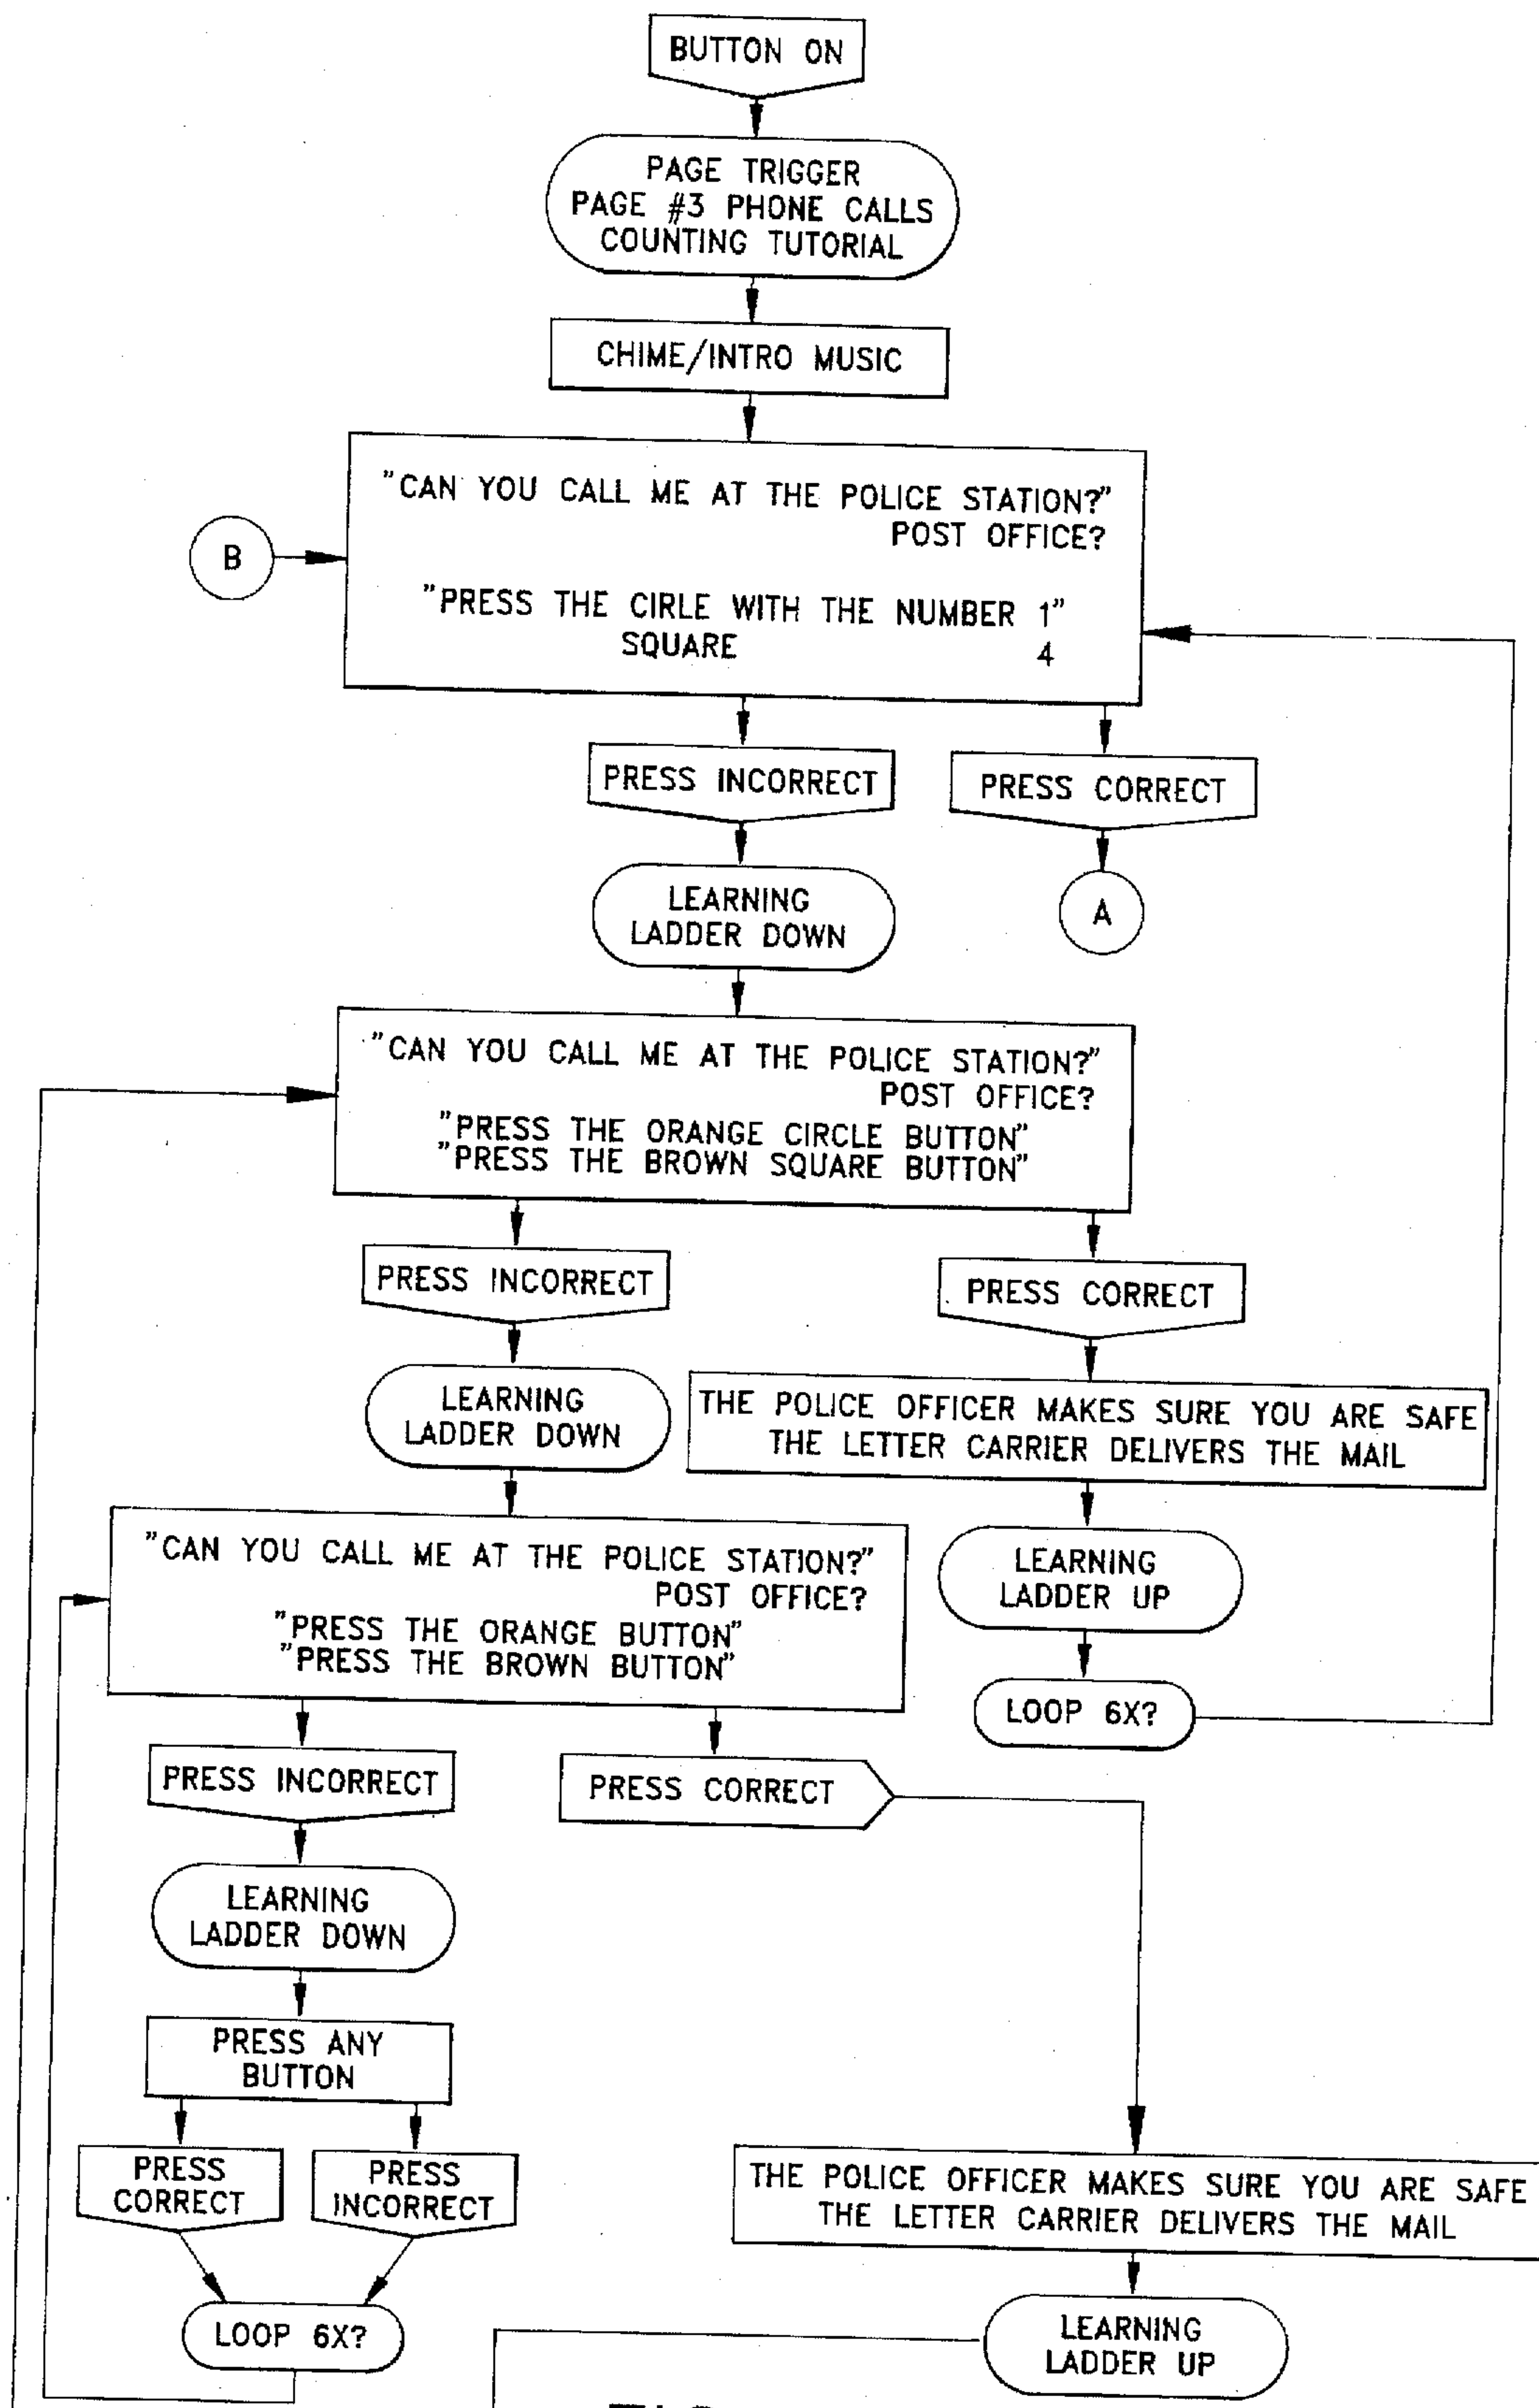 BUTTON ON
PAGE TRIGGER
PAGE #3 PHONE CALLS
COUNTING TUTORIAL
CHIME/INTRO MUSIC
"CAN YOU CALL ME AT THE POLICE STATION?"
POST OFFICE?
B
"PRESS THE CIRLE WITH THE NUMBER 1"
SQUARE 4
PRESS INCORRECT
PRESS CORRECT
LEARNING
LADDER DOWN
A
"CAN YOU CALL ME AT THE POLICE STATION?"
POST OFFICE?
"PRESS THE ORANGE CIRCLE BUTTON"
"PRESS THE BROWN SQUARE BUTTON"
PRESS INCORRECT
PRESS CORRECT
LEARNING
LADDER DOWN
THE POLICE OFFICER MAKES SURE YOU ARE SAFE
THE LETTER CARRIER DELIVERS THE MAIL
"CAN YOU CALL ME AT THE POLICE STATION?"
POST OFFICE?
"PRESS THE ORANGE BUTTON"
"PRESS THE BROWN BUTTON"
LEARNING
LADDER UP
LOOP 6X?
PRESS INCORRECT
PRESS CORRECT
LEARNING
LADDER DOWN
PRESS ANY
BUTTON
PRESS
CORRECT
PRESS
INCORRECT
THE POLICE OFFICER MAKES SURE YOU ARE SAFE
THE LETTER CARRIER DELIVERS THE MAIL
LOOP 6X?
LEARNING
LADDER UP